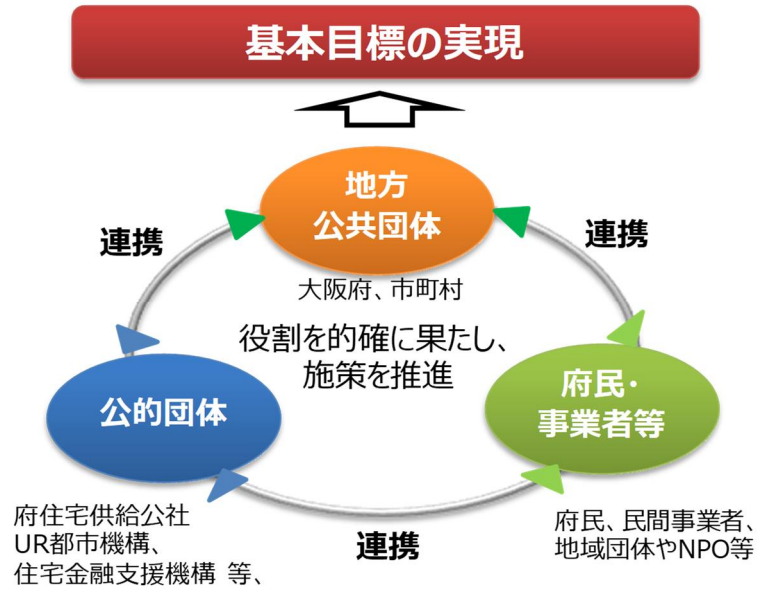 基本目標の実現
地方
公共団体
連携
連携
大阪府、市町村
役割を的確に果たし、
施策を推進
公的団体
府民・
事業者等
府住宅供給公社
UR都市機構、
住宅金融支援機構 等、
連携
府民、民間事業者、
地域団体やNPO等